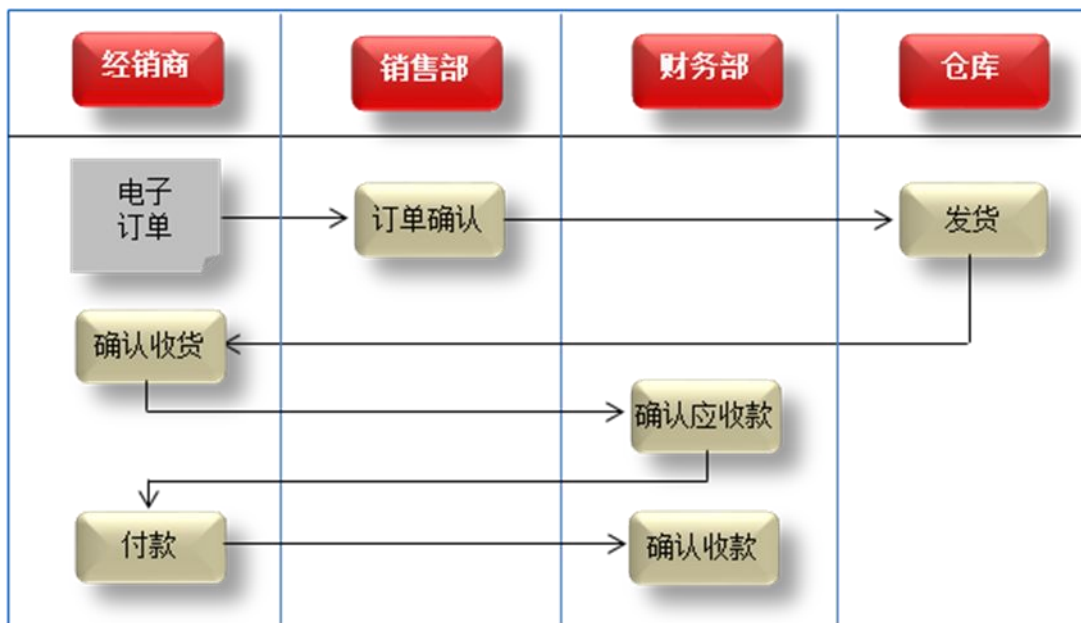 经销商
销售部
财务部
仓库
电子
订单
订单确认
发货
确认收货
确认应收款
付款
确认收款